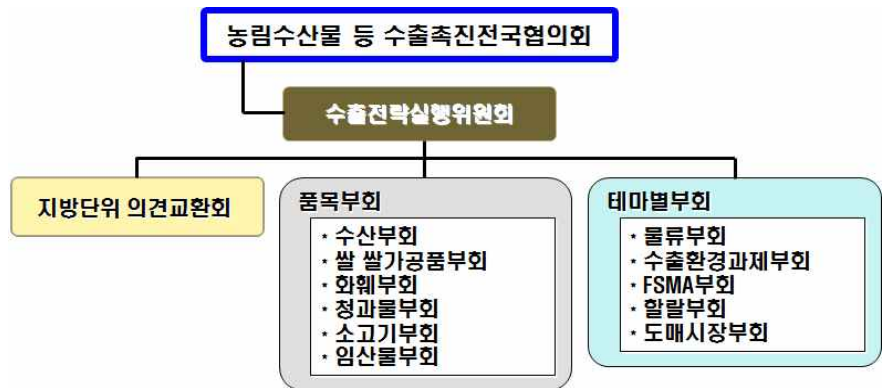 농림수산물 등 수출촉진전국협의회
수출전략실행위원회
지방단위 의견교환회
품목부회
* 수산부회
* 쌀 쌀가공품부회
* 화훼부회
* 청과물부회
* 소고기부회
* 임산물부회
테마별부회
* 물류부회
* 수출환경과제부회
* FSMA부회
* 할랄부회
* 도매시장부회